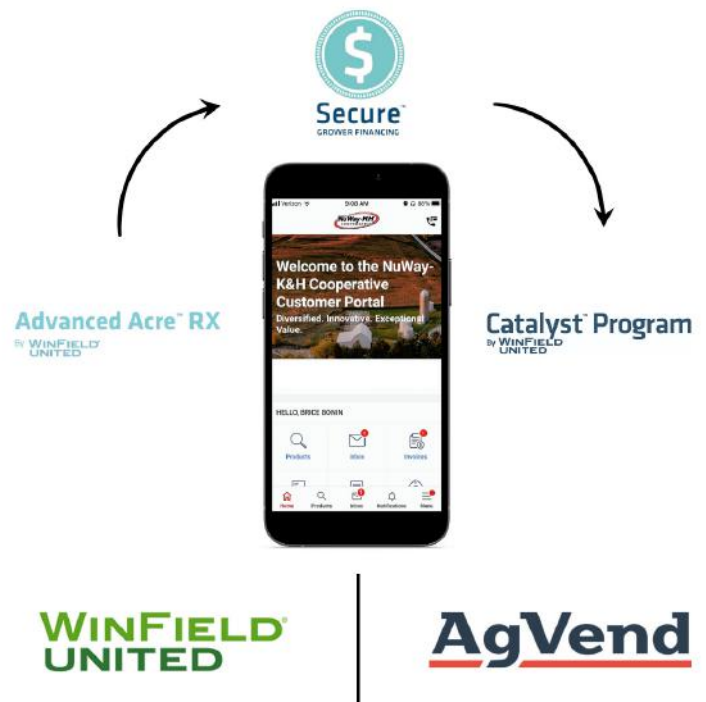 Secure™
GROWER FINANCING
Verizon
9:00 AM
NuWay-K&H
Welcome to the NuWay-
K&H Cooperative
Customer Portal
Diversified. Innovative. Exceptional
Value.
Advanced Acre™ RX
By WINFIELD
UNITED
Catalyst™ Program
By WINFIELD
UNITED
HELLO, BRICE BONIN
Products
Inbox
Invoices
Home
Products
Inbox
Notifications
Menu
WINFIELD®
UNITED
AgVend